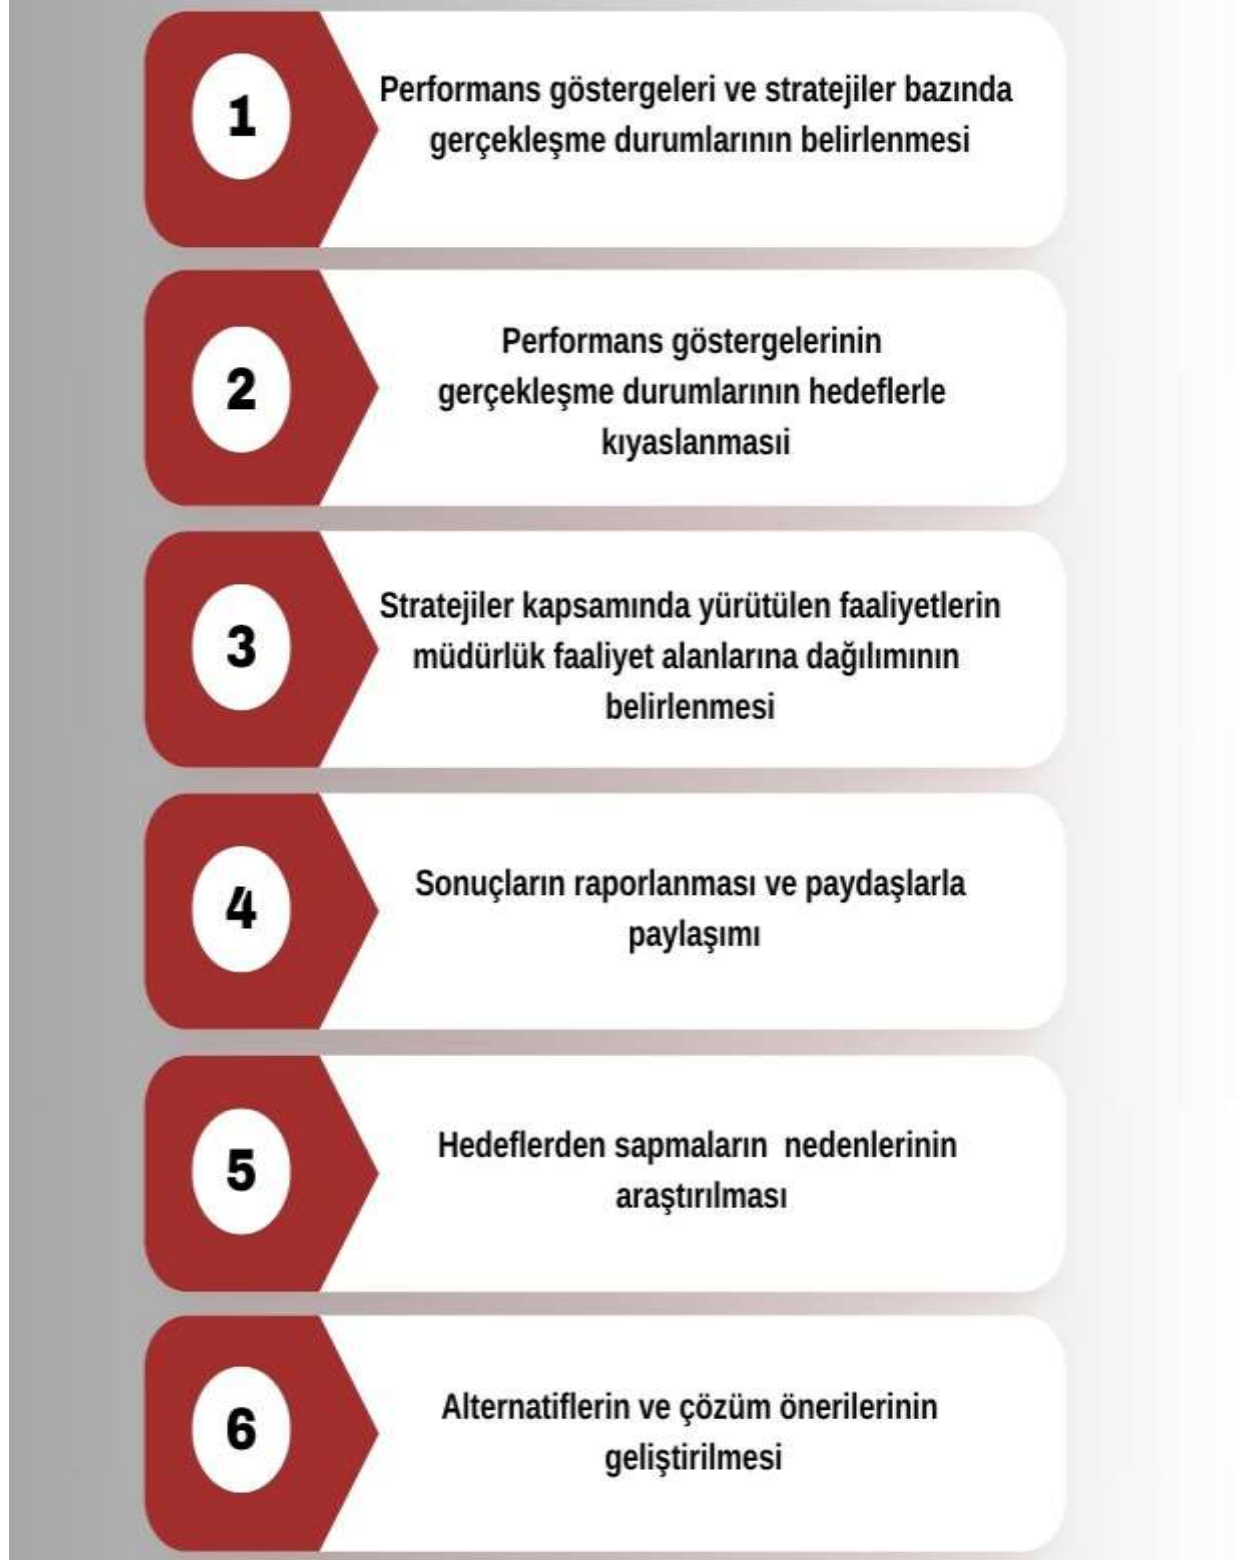 1
Performans göstergeleri ve stratejiler bazında
gerçekleşme durumlarının belirlenmesi
2
Performans göstergelerinin
gerçekleşme durumlarının hedeflerle
kıyaslanmasıi
3
Stratejiler kapsamında yürütülen faaliyetlerin
müdürlük faaliyet alanlarına dağılımının
belirlenmesi
4
Sonuçların raporlanması ve paydaşlarla
paylaşımı
5
Hedeflerden sapmaların  nedenlerinin
araştırılması
6
Alternatiflerin ve çözüm önerilerinin
geliştirilmesi